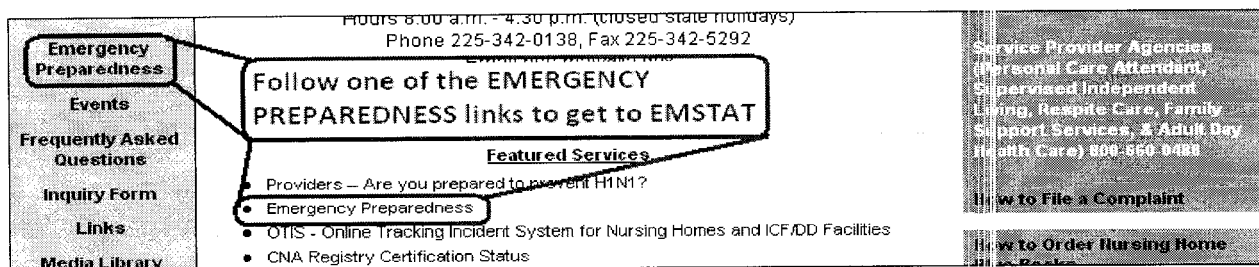 Emergency
Preparedness
Events
Frequently Asked
Questions
Inquiry Form
Links
Media Library
Hours 8:00 a.m. - 4:30 p.m. (closed state holidays)
Phone 225-342-0138, Fax 225-342-5292
Follow one of the EMERGENCY
PREPAREDNESS links to get to EMSTAT
Featured Services
• Providers – Are you prepared to prevent H1N1?
• Emergency Preparedness
• OTIS - Online Tracking Incident System for Nursing Homes and ICF/DD Facilities
• CNA Registry Certification Status
Service Provider Agencies
(Personal Care Attendant,
Supervised Independent
Living, Respite Care, Family
Support Services, & Adult Day
Health Care) 800-660-0488
How to File a Complaint
How to Order Nursing Home